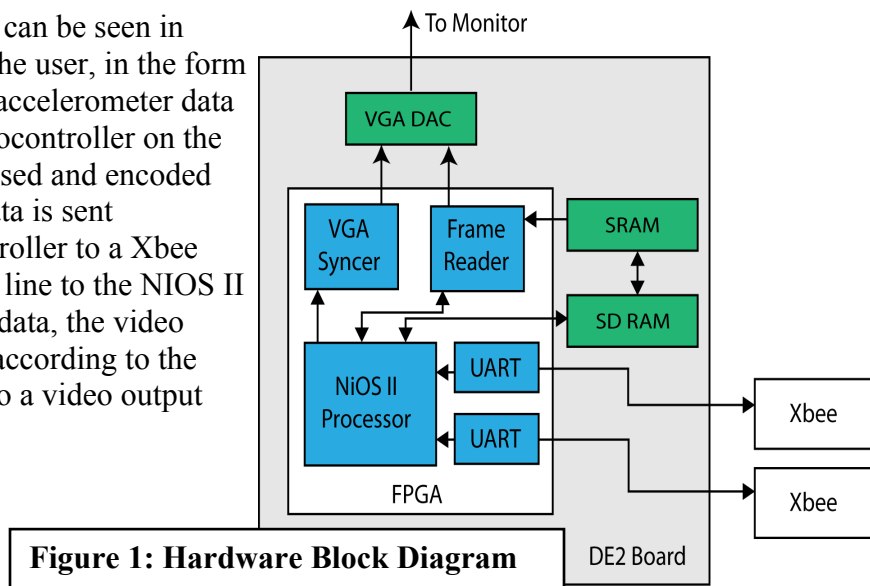 can be seen in
he user, in the form
accelerometer data
ocontroller on the
sed and encoded
ta is sent
roller to a Xbee
line to the NIOS II
data, the video
according to the
o a video output
To Monitor
VGA DAC
VGA
Syncer
Frame
Reader
SRAM
SD RAM
NiOS II
Processor
UART
UART
FPGA
Xbee
Xbee
DE2 Board
Figure 1: Hardware Block Diagram